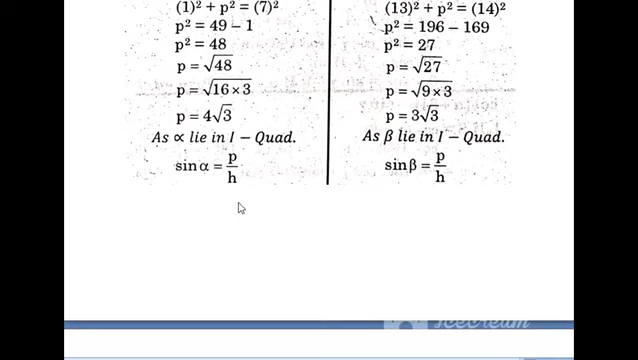 (1)² + p² = (7)²
p² = 49 − 1
p² = 48
p = √48
p = √16 × 3
p = 4√3
As ∝ lie in I − Quad.
sin α = p/h
(13)² + p² = (14)²
p² = 196 − 169
p² = 27
p = √27
p = √9 × 3
p = 3√3
As β lie in I − Quad.
sin β = p/h
Icecream